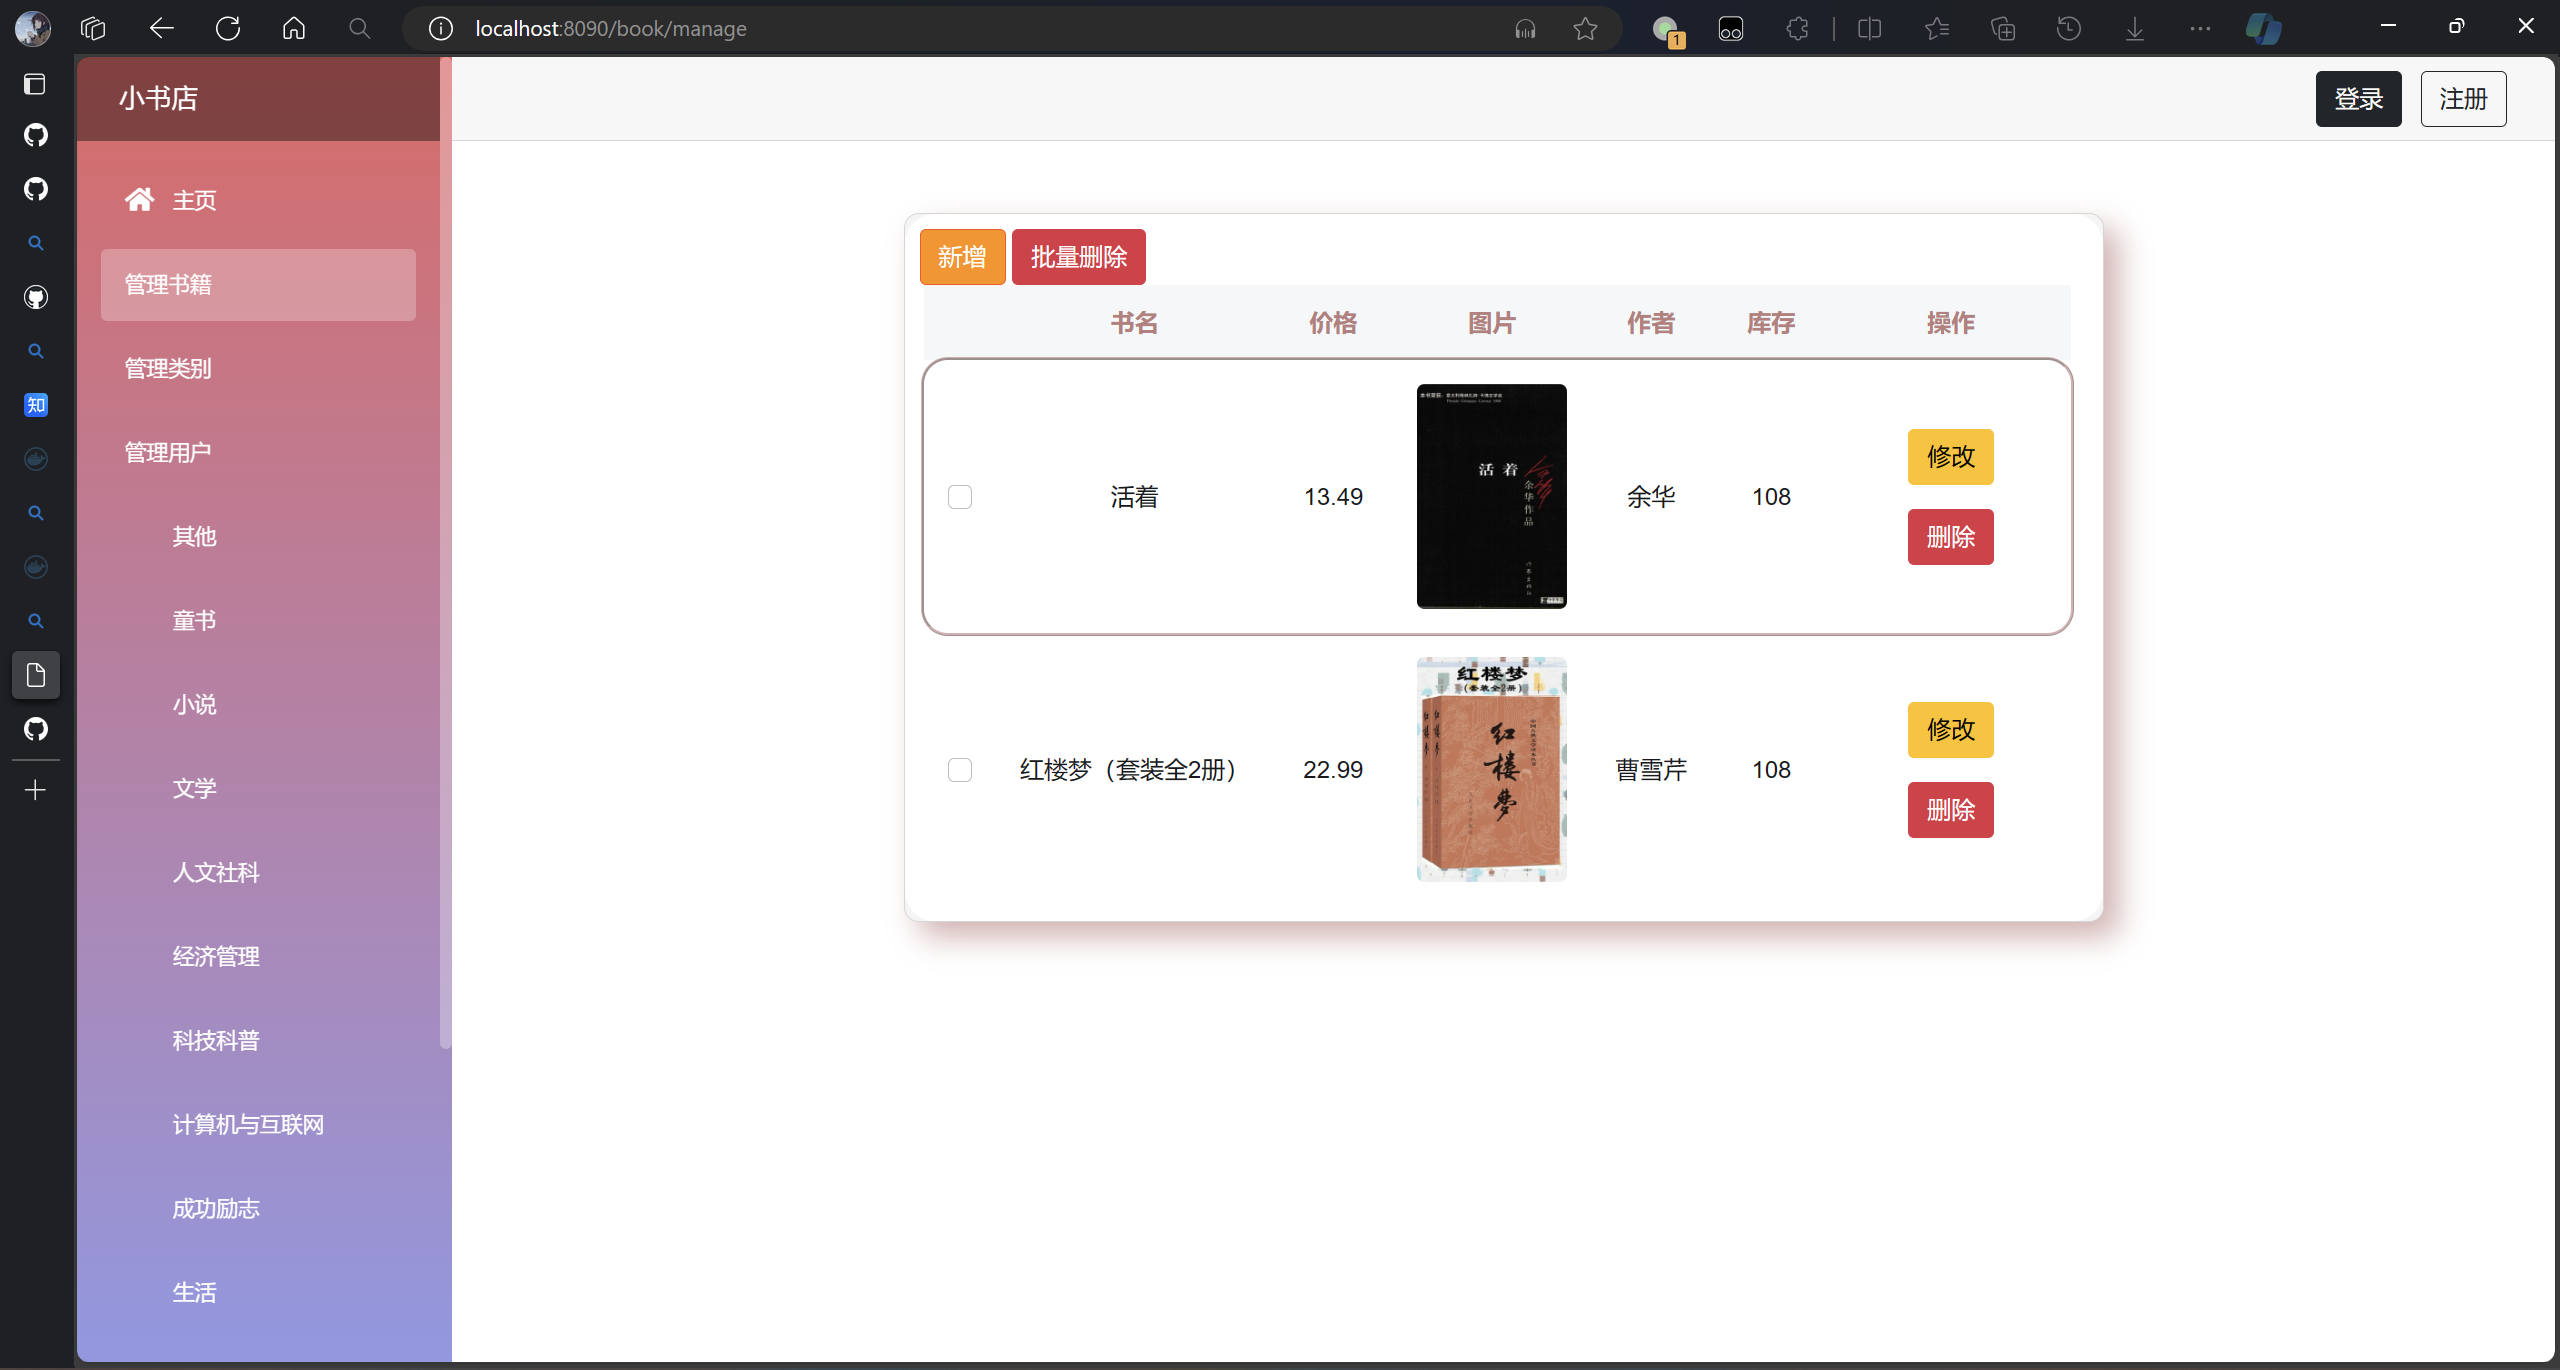 localhost:8090/book/manage
1
知
小书店
登录 注册
主页
管理书籍
管理类别
管理用户
其他
童书
小说
文学
人文社科
经济管理
科技科普
计算机与互联网
成功励志
生活
新增 批量删除
书名 价格 图片 作者 库存 操作
活着 13.49 余华 108
修改
删除
活着
余华作品
红楼梦（套装全2册） 22.99 曹雪芹 108
修改
删除
红楼梦
（套装全2册）
红楼梦